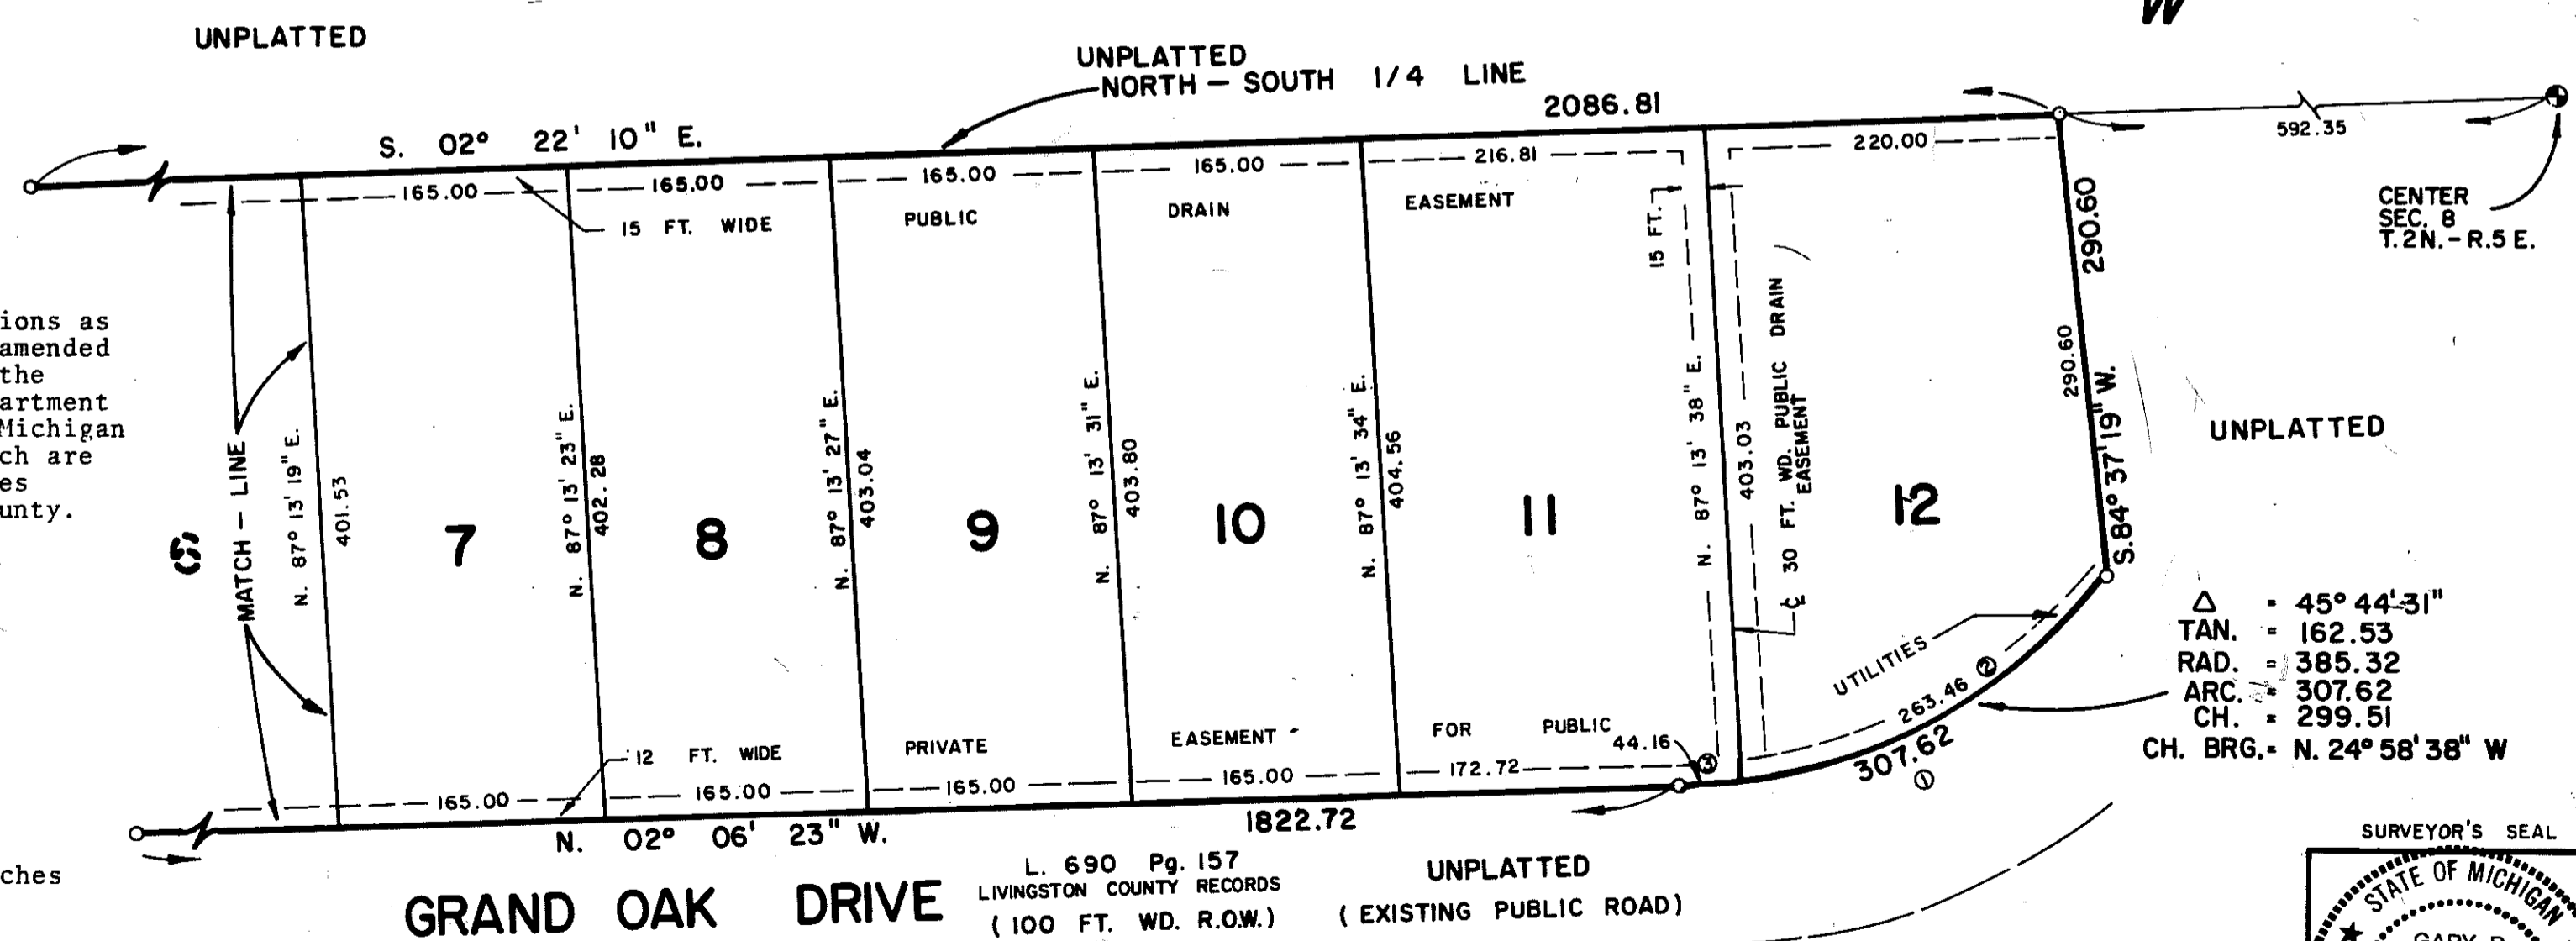 W
UNPLATTED
UNPLATTED
NORTH – SOUTH 1/4 LINE
2086.81
S. 02° 22' 10" E.
592.35
CENTER
SEC. 8
T.2N.-R.5E.
165.00
165.00
165.00
165.00
216.81
220.00
15 FT. WIDE PUBLIC DRAIN EASEMENT
15 FT.
290.60
290.60
S.84° 37' 19" W.
UNPLATTED
ions as
amended
the
artment
Michigan
ch are
es
unty.
MATCH – LINE
N. 87° 13' 19" E.
401.53
N. 87° 13' 23" E.
402.28
N. 87° 13' 27" E.
403.04
N. 87° 13' 31" E.
403.80
N. 87° 13' 34" E.
404.56
N. 87° 13' 38" E.
403.03
℄ 30 FT. WD. PUBLIC DRAIN
EASEMENT
6
7
8
9
10
11
12
UTILITIES
263.46 ②
307.62
①
△ = 45° 44' 31"
TAN. = 162.53
RAD. = 385.32
ARC. = 307.62
CH. = 299.51
CH. BRG.= N. 24° 58' 38" W
12 FT. WIDE PRIVATE EASEMENT FOR PUBLIC
44.16
③
165.00
165.00
165.00
165.00
172.72
N. 02° 06' 23" W.
1822.72
ches
GRAND OAK DRIVE
L. 690 Pg. 157
LIVINGSTON COUNTY RECORDS
(100 FT. WD. R.O.W.)
UNPLATTED
(EXISTING PUBLIC ROAD)
SURVEYOR'S SEAL
STATE OF MICHIGAN